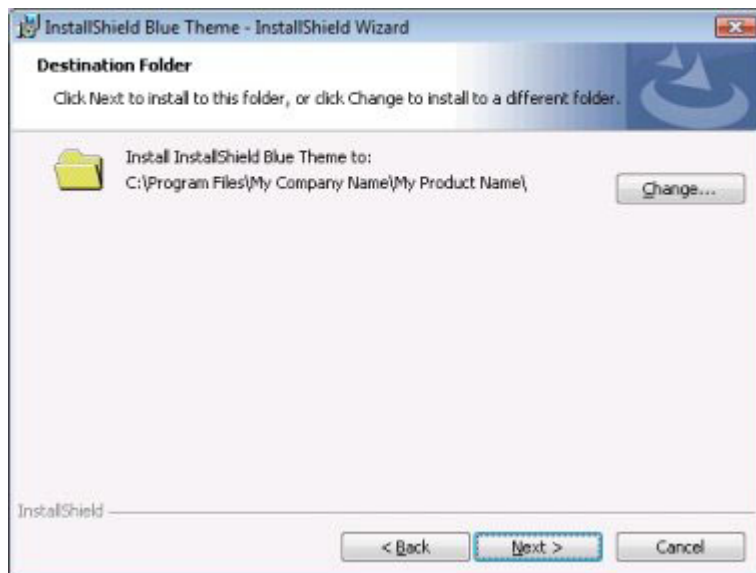 InstallShield Blue Theme - InstallShield Wizard
Destination Folder
Click Next to install to this folder, or click Change to install to a different folder.
Install InstallShield Blue Theme to:
C:\Program Files\My Company Name\My Product Name\
Change...
InstallShield
< Back
Next >
Cancel